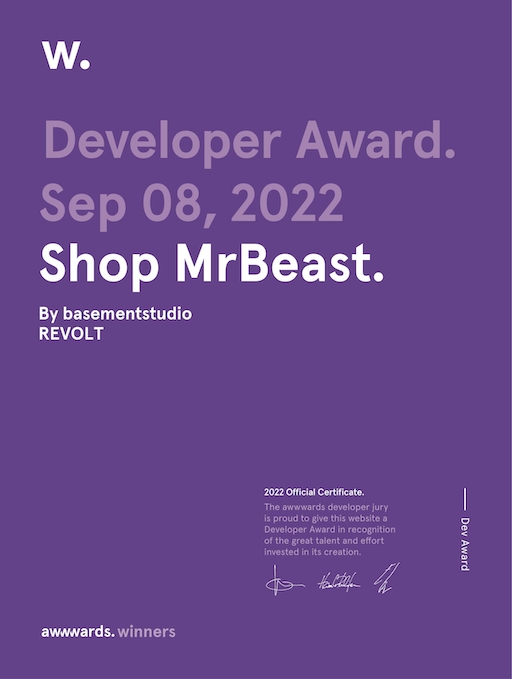 w.
Developer Award.
Sep 08, 2022
Shop MrBeast.
By basementstudio
REVOLT
2022 Official Certificate.
The awwwards developer jury
is proud to give this website a
Developer Award in recognition
of the great talent and effort
invested in its creation.
Dev Award
awwwards.winners